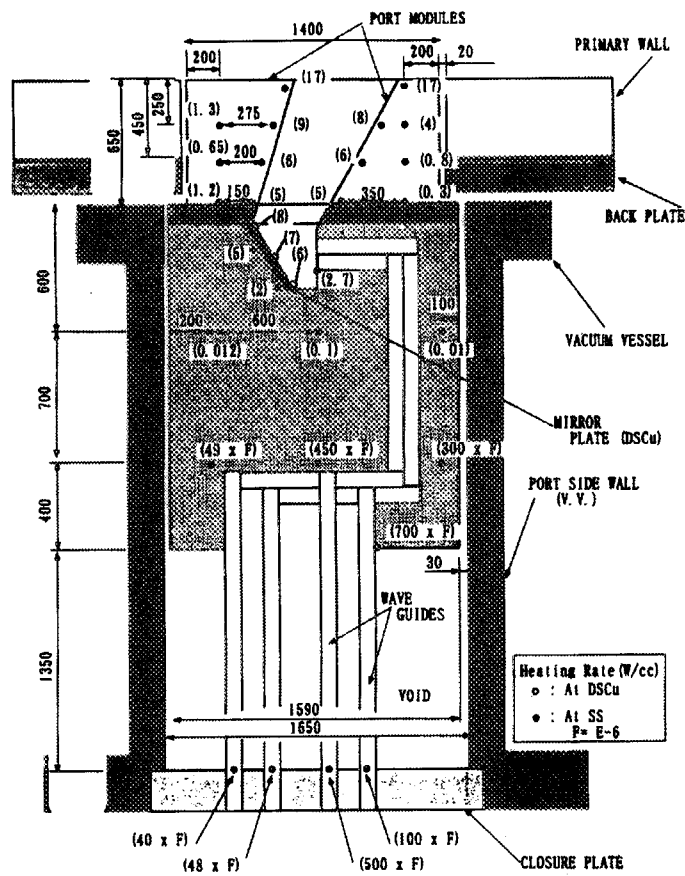 PORT MODULES
1400
200
200
20
PRIMARY WALL
(17)
(17)
(1. 3)
275
(9)
(8)
(4)
250
450
650
(0. 65)
200
(6)
(6)
(0. 8)
(1. 2)
150
(5)
(5)
350
(0. 3)
BACK PLATE
(8)
(7)
(6)
(2)
(2. 7)
600
200
600
100
(0. 012)
(0. 1)
(0. 01)
VACUUM VESSEL
700
MIRROR
PLATE (DSCu)
(49 x F)
(450 x F)
(300 x F)
PORT SIDE WALL
(V. V. )
400
(700 x F)
30
WAVE
GUIDES
1350
VOID
Heating Rate (W/cc)
○ : At DSCu
● : At SS
F= E-6
1590
1650
(40 x F)
(48 x F)
(500 x F)
(100 x F)
CLOSURE PLATE